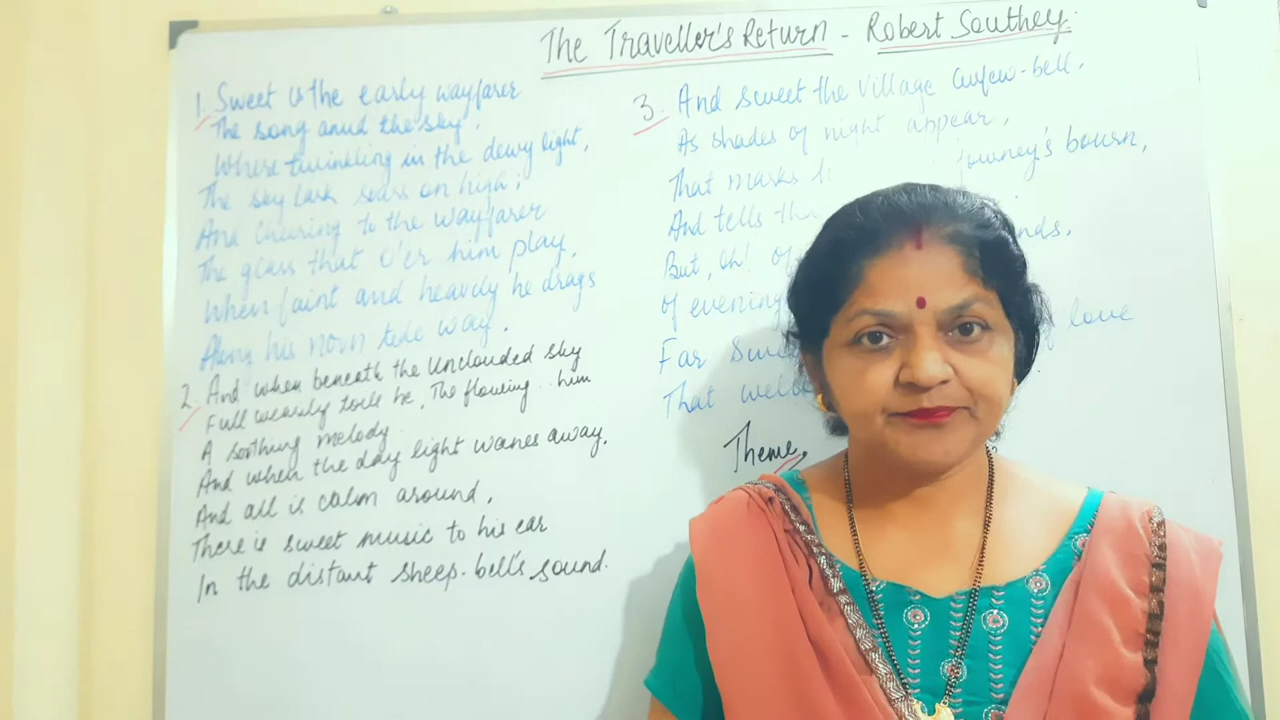 The Traveller's Return - Robert Southey.
1. Sweet is the early wayfarer
The song amid the sky.
Where twinkling in the dewy light,
The sky lark soars on high;
And cheering to the wayfarer
The glass that O'er him play,
When faint and heavily he drags
Along his noon tide way.
2. And when beneath the Unclouded sky
Full wearily toils he, The flowing him
A soothing melody
And when the day light wanes away,
And all is calm around,
There is sweet music to his ear
In the distant sheep-bell's sound.
3. And sweet the village Curfew-bell,
As shades of night appear,
That marks journey's bourn,
And tells
But, Oh!
of evening
Far love
That
Theme